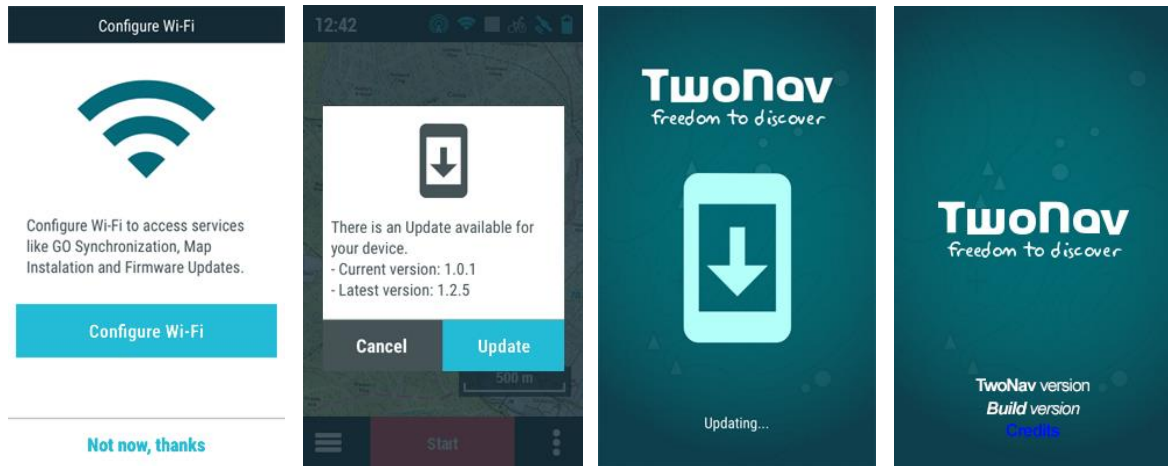 Configure Wi-Fi
Configure Wi-Fi to access services
like GO Synchronization, Map
Instalation and Firmware Updates.
Configure Wi-Fi
Not now, thanks
12:42
There is an Update available for
your device.
- Current version: 1.0.1
- Latest version: 1.2.5
Cancel
Update
500 m
Start
TwoNav
freedom to discover
Updating...
TwoNav
freedom to discover
TwoNav version
Build version
Credits